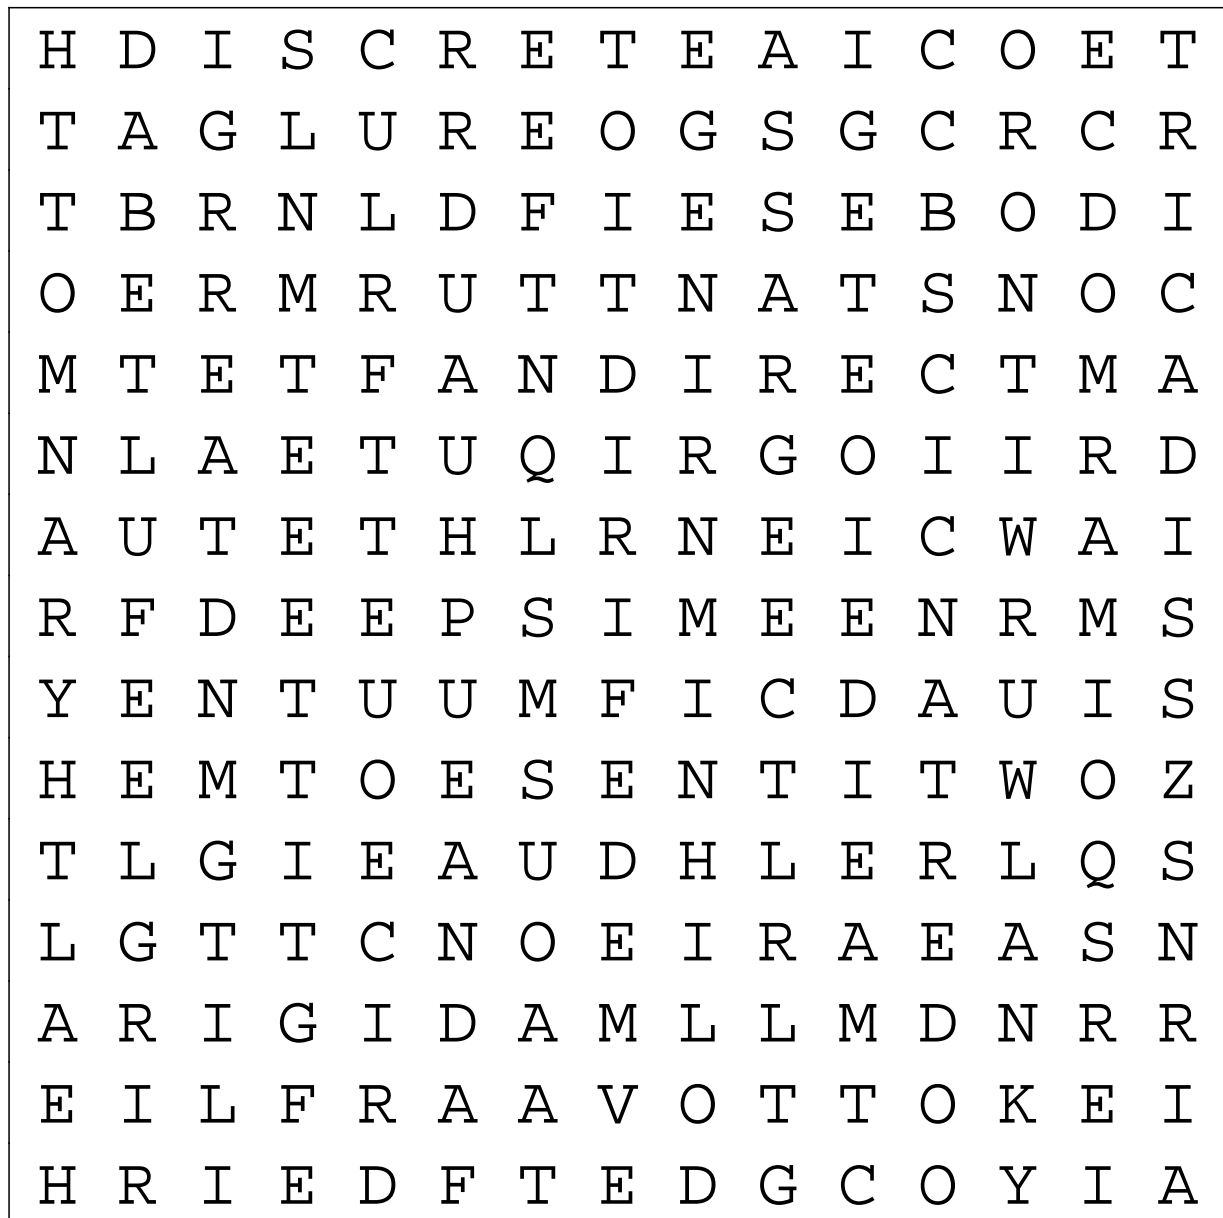 H D I S C R E T E A I C O E T
T A G L U R E O G S G C R C R
T B R N L D F I E S E B O D I
O E R M R U T T N A T S N O C
M T E T F A N D I R E C T M A
N L A E T U Q I R G O I I R D
A U T E T H L R N E I C W A I
R F D E E P S I M E E N R M S
Y E N T U U M F I C D A U I S
H E M T O E S E N T I T W O Z
T L G I E A U D H L E R L Q S
L G T T C N O E I R A E A S N
A R I G I D A M L L M D N R R
E I L F R A A V O T T O K E I
H R I E D F T E D G C O Y I A